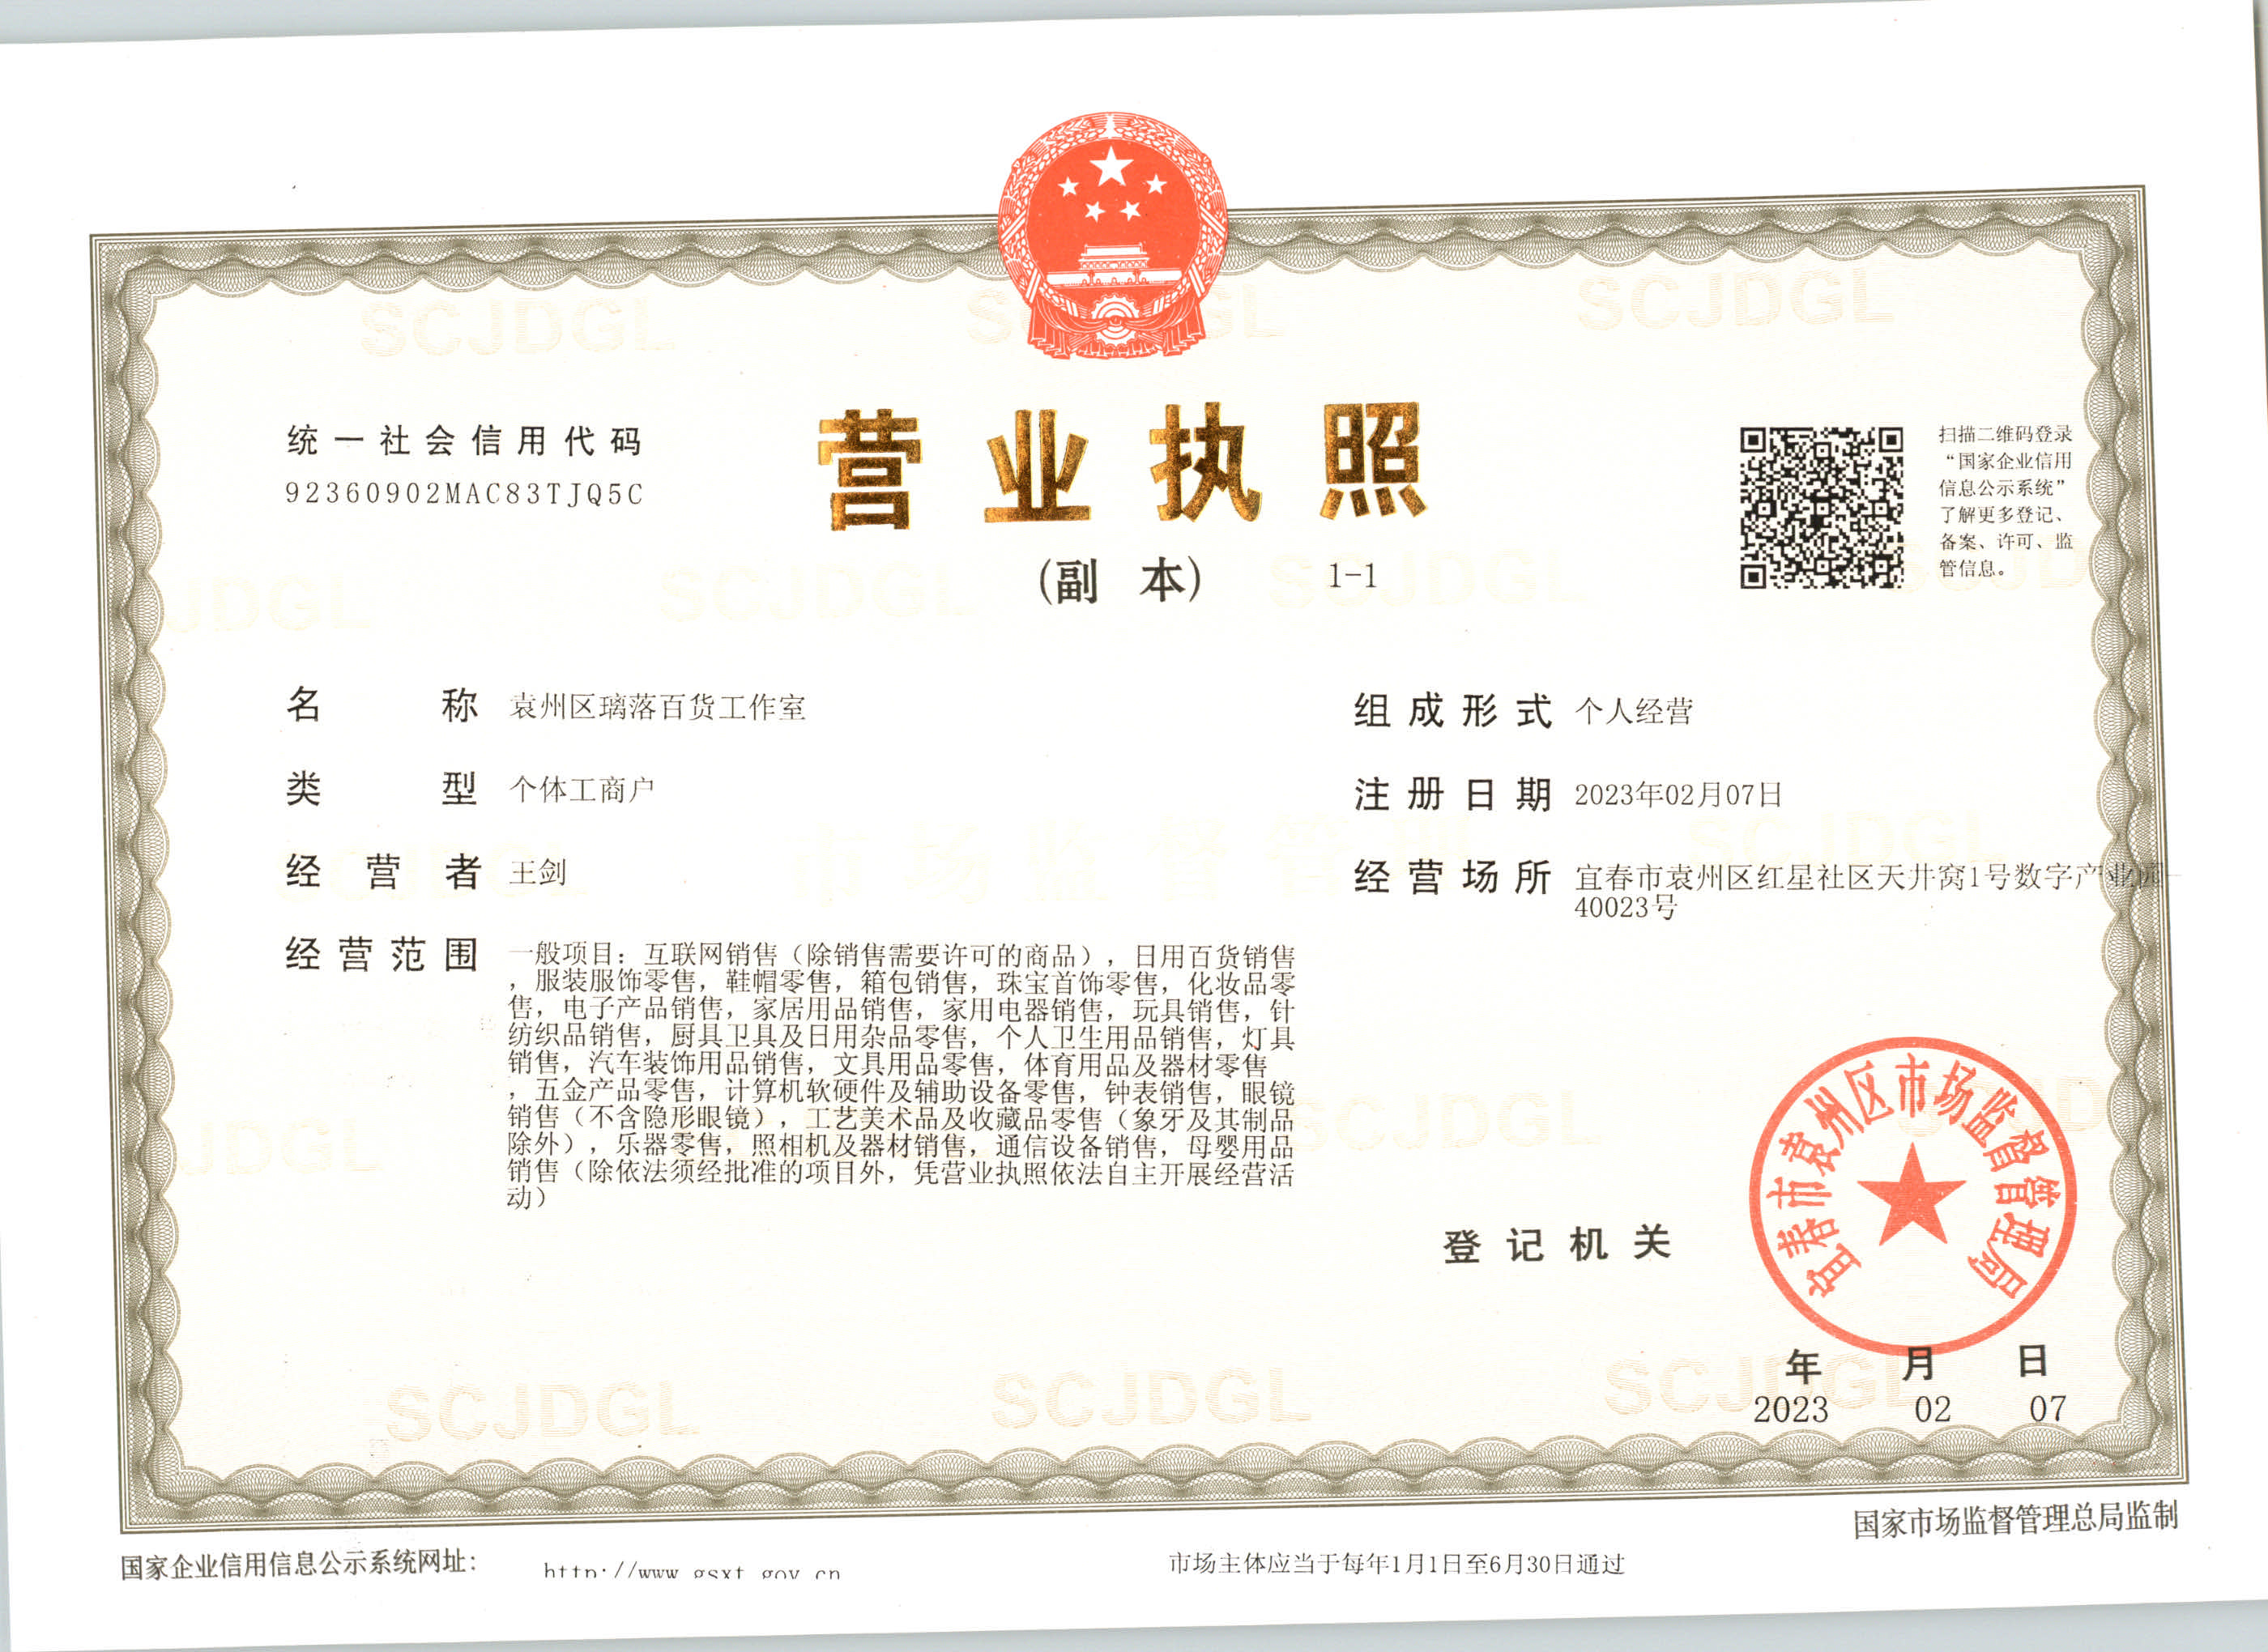 统一社会信用代码
92360902MAC83TJQ5C
营业执照
(副 本) 1-1
扫描二维码登录
“国家企业信用
信息公示系统”
了解更多登记、
备案、许可、监
管信息。
名 称 袁州区璃落百货工作室
类 型 个体工商户
经 营 者 王剑
经营范围 一般项目：互联网销售（除销售需要许可的商品），日用百货销售
，服装服饰零售，鞋帽零售，箱包销售，珠宝首饰零售，化妆品零
售，电子产品销售，家居用品销售，家用电器销售，玩具销售，针
纺织品销售，厨具卫具及日用杂品零售，个人卫生用品销售，灯具
销售，汽车装饰用品销售，文具用品零售，体育用品及器材零售
，五金产品零售，计算机软硬件及辅助设备零售，钟表销售，眼镜
销售（不含隐形眼镜），工艺美术品及收藏品零售（象牙及其制品
除外），乐器零售，照相机及器材销售，通信设备销售，母婴用品
销售（除依法须经批准的项目外，凭营业执照依法自主开展经营活
动）
组成形式 个人经营
注册日期 2023年02月07日
经营场所 宜春市袁州区红星社区天井窝1号数字产业园
40023号
登记机关
宜春市袁州区市场监督管理局
年 月 日
2023 02 07
国家市场监督管理总局监制
国家企业信用信息公示系统网址： http://www.gsxt.gov.cn
市场主体应当于每年1月1日至6月30日通过
SCJDGL
市场监督管理